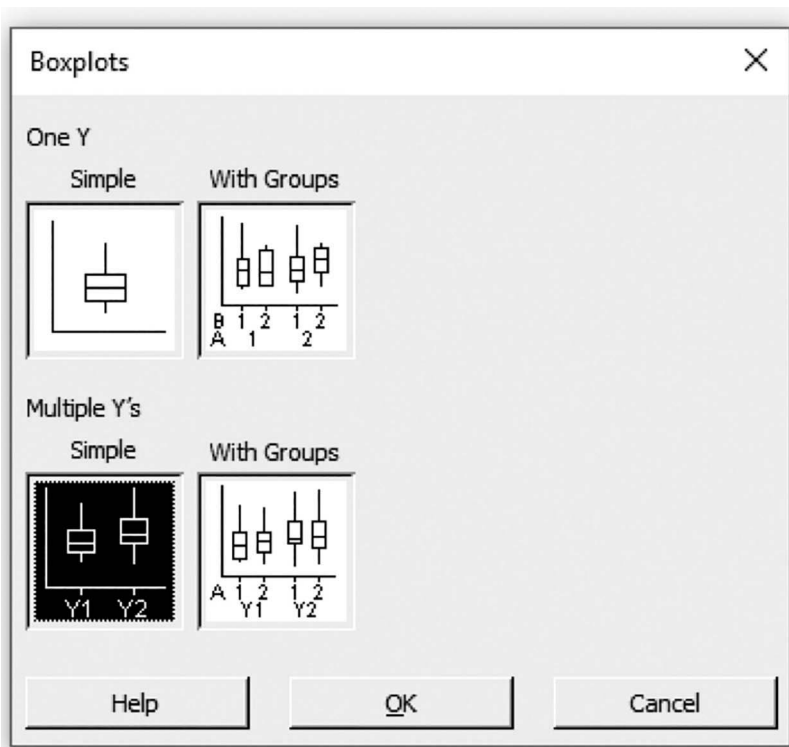 Boxplots
One Y
Simple With Groups
B 1 2 1 2
A 1 2
Multiple Y's
Simple With Groups
Y1 Y2
A 1 2 1 2
Y1 Y2
Help OK Cancel